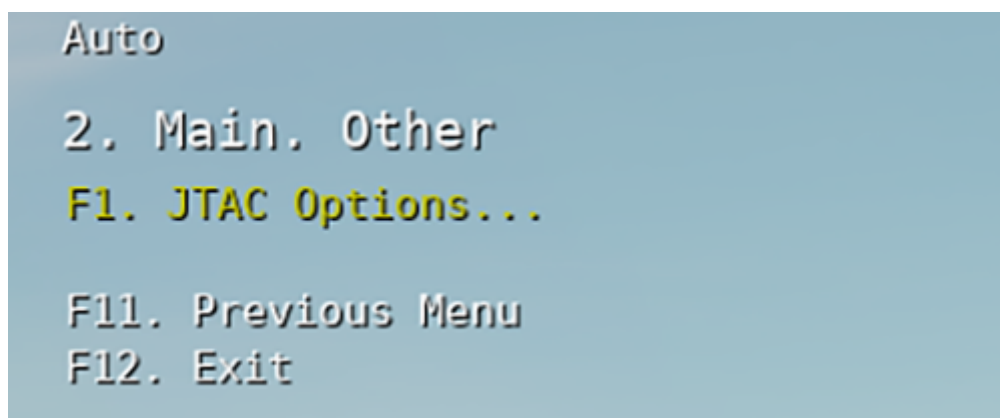 Auto
2. Main. Other
F1. JTAC Options...
F11. Previous Menu
F12. Exit